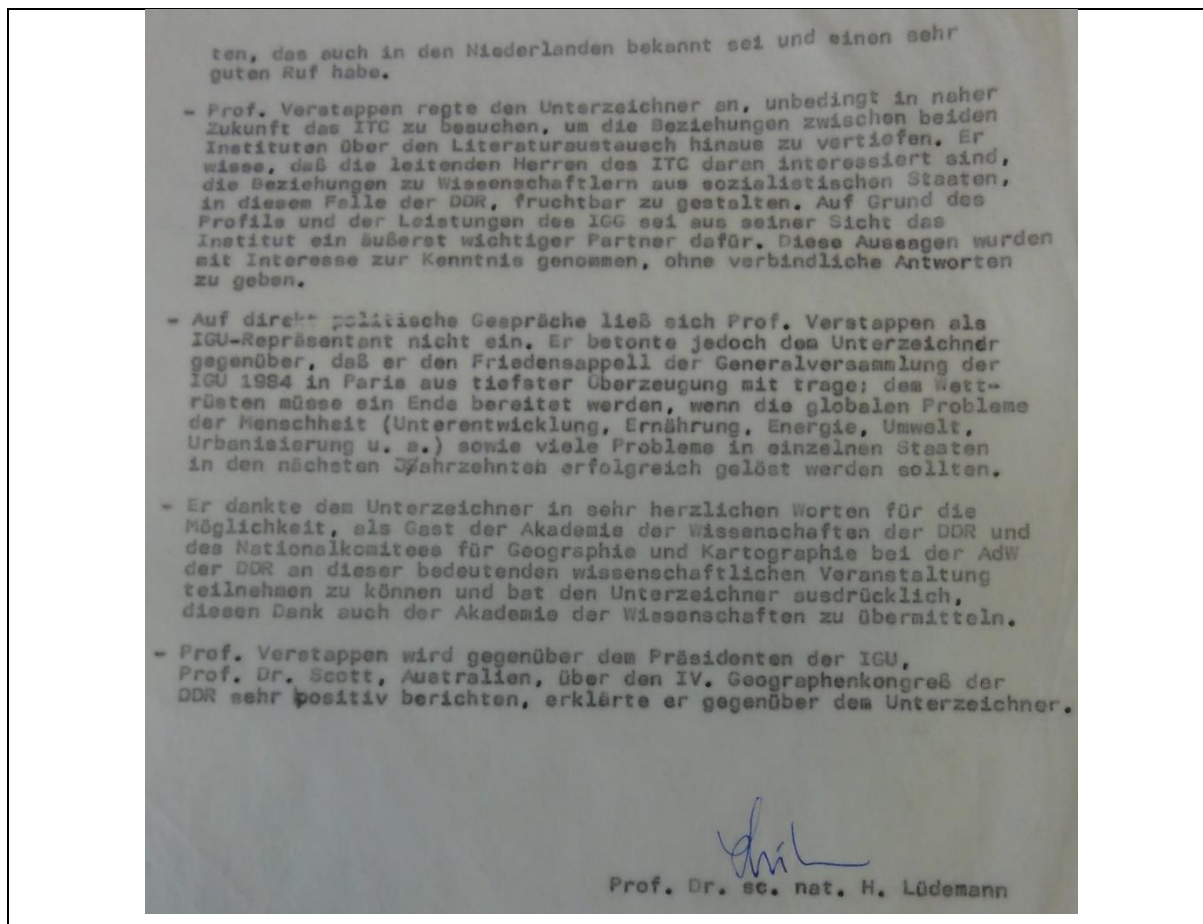 ten, das auch in den Niederlanden bekannt sei und einen sehr
guten Ruf habe.
- Prof. Verstappen regte den Unterzeichner an, unbedingt in naher
Zukunft das ITC zu besuchen, um die Beziehungen zwischen beiden
Instituten über den Literaturaustausch hinaus zu vertiefen. Er
wisse, daß die leitenden Herren des ITC daran interessiert sind,
die Beziehungen zu Wissenschaftlern aus sozialistischen Staaten,
in diesem Falle der DDR, fruchtbar zu gestalten. Auf Grund des
Profils und der Leistungen des IGG sei aus seiner Sicht das
Institut ein äußerst wichtiger Partner dafür. Diese Aussagen wurden
mit Interesse zur Kenntnis genommen, ohne verbindliche Antworten
zu geben.
- Auf direkt politische Gespräche ließ sich Prof. Verstappen als
IGU-Repräsentant nicht ein. Er betonte jedoch dem Unterzeichner
gegenüber, daß er den Friedensappell der Generalversammlung der
IGU 1984 in Paris aus tiefster Überzeugung mit trage; dem Wett-
rüsten müsse ein Ende bereitet werden, wenn die globalen Probleme
der Menschheit (Unterentwicklung, Ernährung, Energie, Umwelt,
Urbanisierung u. a.) sowie viele Probleme in einzelnen Staaten
in den nächsten Jahrzehnten erfolgreich gelöst werden sollten.
- Er dankte dem Unterzeichner in sehr herzlichen Worten für die
Möglichkeit, als Gast der Akademie der Wissenschaften der DDR und
des Nationalkomitees für Geographie und Kartographie bei der AdW
der DDR an dieser bedeutenden wissenschaftlichen Veranstaltung
teilnehmen zu können und bat den Unterzeichner ausdrücklich,
diesen Dank auch der Akademie der Wissenschaften zu übermitteln.
- Prof. Verstappen wird gegenüber dem Präsidenten der IGU,
Prof. Dr. Scott, Australien, über den IV. Geographenkongreß der
DDR sehr positiv berichten, erklärte er gegenüber dem Unterzeichner.
Prof. Dr. sc. nat. H. Lüdemann